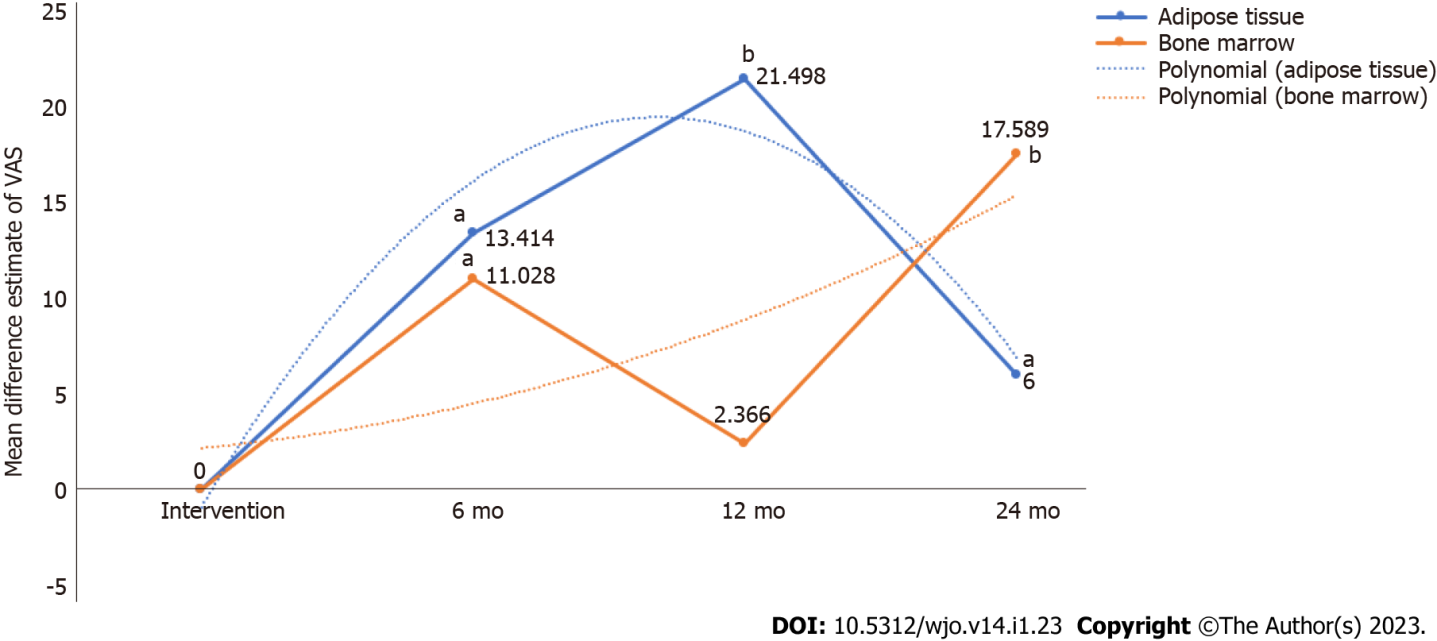 25
20
15
10
5
0
-5
Mean difference estimate of VAS
Adipose tissue
Bone marrow
Polynomial (adipose tissue)
Polynomial (bone marrow)
b
21.498
17.589
b
a
13.414
a
11.028
2.366
a
6
0
Intervention 6 mo 12 mo 24 mo
DOI: 10.5312/wjo.v14.i1.23 Copyright ©The Author(s) 2023.